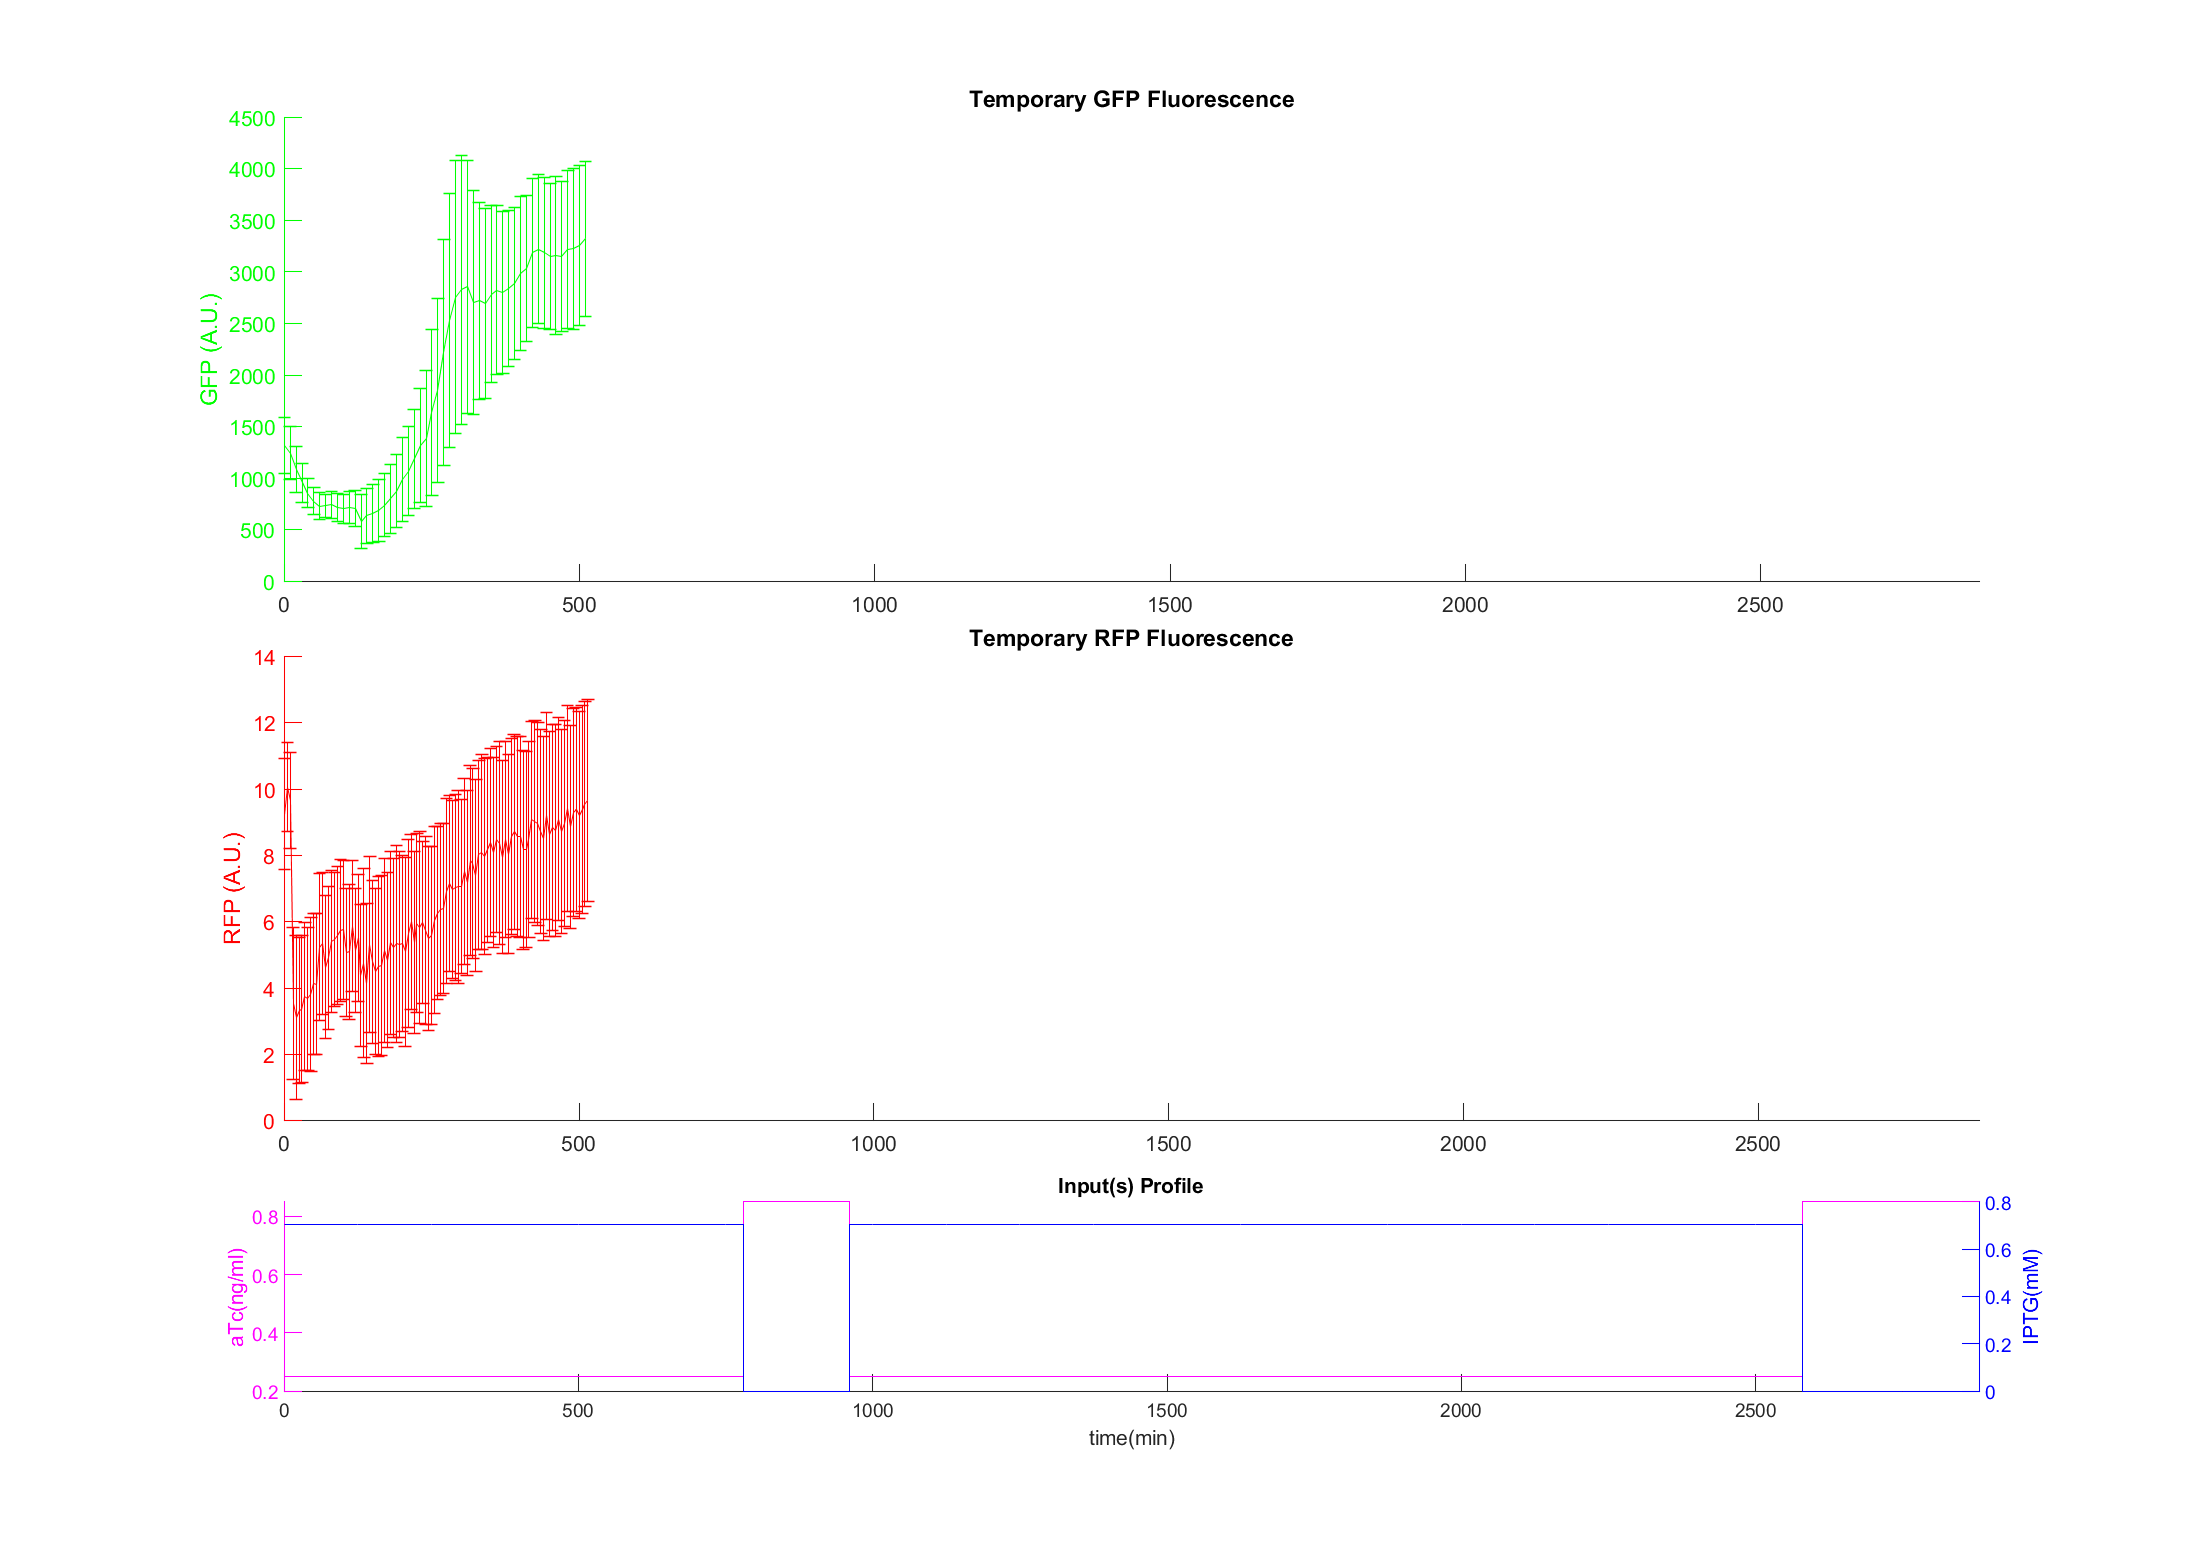 Temporary GFP Fluorescence
4500
4000
3500
3000
2500
2000
1500
1000
500
0
GFP (A.U.)
0 500 1000 1500 2000 2500
Temporary RFP Fluorescence
14
12
10
8
6
4
2
0
RFP (A.U.)
0 500 1000 1500 2000 2500
Input(s) Profile
0.8
0.6
0.4
0.2
aTc(ng/ml)
0.8
0.6
0.4
0.2
0
IPTG(mM)
0 500 1000 1500 2000 2500
time(min)